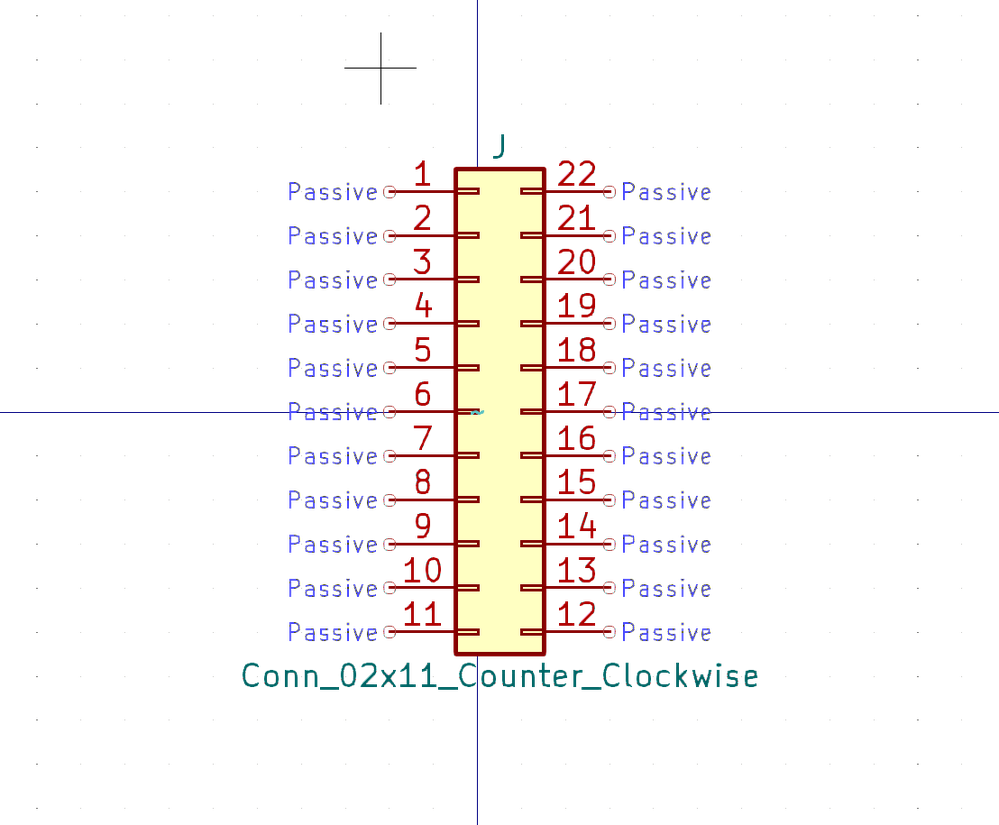 J
Passive 1 22 Passive
Passive 2 21 Passive
Passive 3 20 Passive
Passive 4 19 Passive
Passive 5 18 Passive
Passive 6 17 Passive
Passive 7 16 Passive
Passive 8 15 Passive
Passive 9 14 Passive
Passive 10 13 Passive
Passive 11 12 Passive
Conn_02x11_Counter_Clockwise